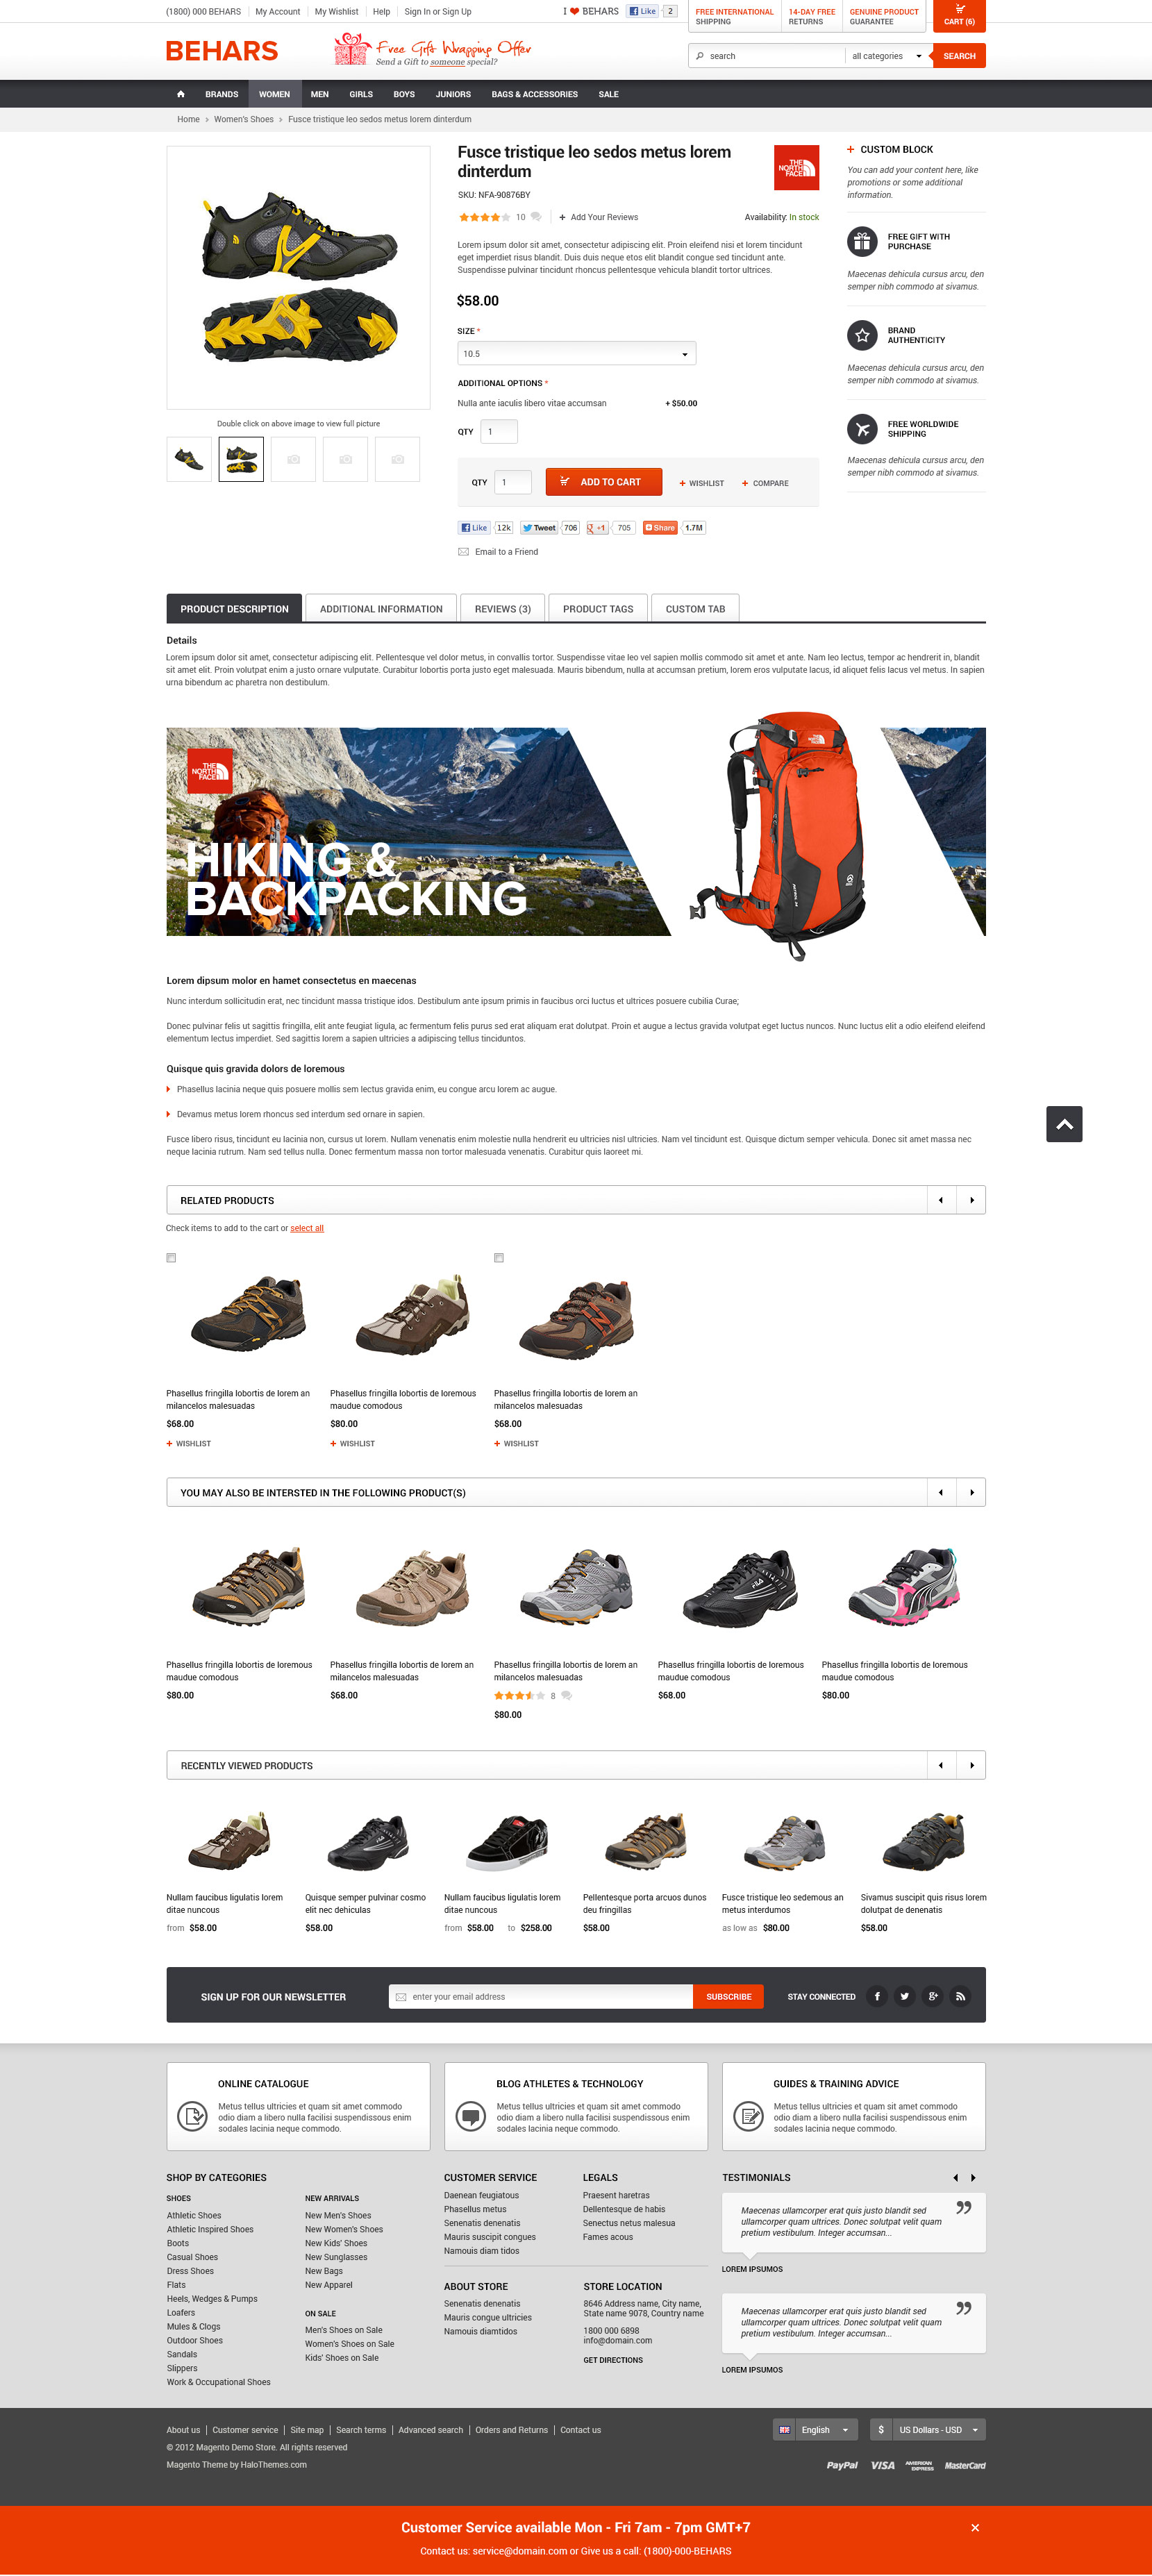 (1800) 000 BEHARS My Account My Wishlist Help Sign In or Sign Up
I BEHARS Like 2
FREE INTERNATIONAL SHIPPING
14-DAY FREE RETURNS
GENUINE PRODUCT GUARANTEE
CART (6)
BEHARS
Free Gift Wrapping Offer
Send a Gift to someone special?
search all categories SEARCH
BRANDS WOMEN MEN GIRLS BOYS JUNIORS BAGS & ACCESSORIES SALE
Home Women's Shoes Fusce tristique leo sedos metus lorem dinterdum
Double click on above image to view full picture
Fusce tristique leo sedos metus lorem
dinterdum
THE NORTH FACE
SKU: NFA-90876BY
10 + Add Your Reviews Availability: In stock
Lorem ipsum dolor sit amet, consectetur adipiscing elit. Proin eleifend nisi et lorem tincidunt
eget imperdiet risus blandit. Duis duis neque etos elit blandit congue sed tincidunt ante.
Suspendisse pulvinar tincidunt rhoncus pellentesque vehicula blandit tortor ultrices.
$58.00
SIZE *
10.5
ADDITIONAL OPTIONS *
Nulla ante iaculis libero vitae accumsan + $50.00
QTY 1
QTY 1 ADD TO CART + WISHLIST + COMPARE
Like 12k Tweet 706 +1 705 Share 1.7M
Email to a Friend
+ CUSTOM BLOCK
You can add your content here, like
promotions or some additional
information.
FREE GIFT WITH
PURCHASE
Maecenas dehicula cursus arcu, den
semper nibh commodo at sivamus.
BRAND
AUTHENTICITY
Maecenas dehicula cursus arcu, den
semper nibh commodo at sivamus.
FREE WORLDWIDE
SHIPPING
Maecenas dehicula cursus arcu, den
semper nibh commodo at sivamus.
PRODUCT DESCRIPTION ADDITIONAL INFORMATION REVIEWS (3) PRODUCT TAGS CUSTOM TAB
Details
Lorem ipsum dolor sit amet, consectetur adipiscing elit. Pellentesque vel dolor metus, in convallis tortor. Suspendisse vitae leo vel sapien mollis commodo sit amet et ante. Nam leo lectus, tempor ac hendrerit in, blandit
sit amet elit. Proin volutpat enim a justo ornare vulputate. Curabitur lobortis porta justo eget malesuada. Mauris bibendum, nulla at accumsan pretium, lorem eros vulputate lacus, id aliquet felis lacus vel metus. In sapien
urna bibendum ac pharetra non destibulum.
THE NORTH FACE
HIKING &
BACKPACKING
Lorem dipsum molor en hamet consectetus en maecenas
Nunc interdum sollicitudin erat, nec tincidunt massa tristique idos. Destibulum ante ipsum primis in faucibus orci luctus et ultrices posuere cubilia Curae;
Donec pulvinar felis ut sagittis fringilla, elit ante feugiat ligula, ac fermentum felis purus sed erat aliquam erat dolutpat. Proin et augue a lectus gravida volutpat eget luctus nuncos. Nunc luctus elit a odio eleifend eleifend
elementum lectus imperdiet. Sed sagittis lorem a sapien ultricies a adipiscing tellus tinciduntos.
Quisque quis gravida dolors de loremous
Phasellus lacinia neque quis posuere mollis sem lectus gravida enim, eu congue arcu lorem ac augue.
Devamus metus lorem rhoncus sed interdum sed ornare in sapien.
Fusce libero risus, tincidunt eu lacinia non, cursus ut lorem. Nullam venenatis enim molestie nulla hendrerit eu ultricies nisl ultricies. Nam vel tincidunt est. Quisque dictum semper vehicula. Donec sit amet massa nec
neque lacinia rutrum. Nam sed tellus nulla. Donec fermentum massa non tortor malesuada venenatis. Curabitur quis laoreet mi.
RELATED PRODUCTS
Check items to add to the cart or select all
Phasellus fringilla lobortis de lorem an
milancelos malesuadas
$68.00
+ WISHLIST
Phasellus fringilla lobortis de loremous
maudue comodous
$80.00
+ WISHLIST
Phasellus fringilla lobortis de lorem an
milancelos malesuadas
$68.00
+ WISHLIST
YOU MAY ALSO BE INTERSTED IN THE FOLLOWING PRODUCT(S)
FILA
Phasellus fringilla lobortis de loremous
maudue comodous
$80.00
Phasellus fringilla lobortis de lorem an
milancelos malesuadas
$68.00
Phasellus fringilla lobortis de lorem an
milancelos malesuadas
8
$80.00
Phasellus fringilla lobortis de loremous
maudue comodous
$68.00
Phasellus fringilla lobortis de loremous
maudue comodous
$80.00
RECENTLY VIEWED PRODUCTS
Nullam faucibus ligulatis lorem
ditae nuncous
from $58.00
Quisque semper pulvinar cosmo
elit nec dehiculas
$58.00
Nullam faucibus ligulatis lorem
ditae nuncous
from $58.00 to $258.00
Pellentesque porta arcuos dunos
deu fringillas
$58.00
Fusce tristique leo sedemous an
metus interdumos
as low as $80.00
Sivamus suscipit quis risus lorem
dolutpat de denenatis
$58.00
SIGN UP FOR OUR NEWSLETTER enter your email address SUBSCRIBE STAY CONNECTED
ONLINE CATALOGUE
Metus tellus ultricies et quam sit amet commodo
odio diam a libero nulla facilisi suspendissous enim
sodales lacinia neque commodo.
BLOG ATHLETES & TECHNOLOGY
Metus tellus ultricies et quam sit amet commodo
odio diam a libero nulla facilisi suspendissous enim
sodales lacinia neque commodo.
GUIDES & TRAINING ADVICE
Metus tellus ultricies et quam sit amet commodo
odio diam a libero nulla facilisi suspendissous enim
sodales lacinia neque commodo.
SHOP BY CATEGORIES
SHOES
Athletic Shoes
Athletic Inspired Shoes
Boots
Casual Shoes
Dress Shoes
Flats
Heels, Wedges & Pumps
Loafers
Mules & Clogs
Outdoor Shoes
Sandals
Slippers
Work & Occupational Shoes
NEW ARRIVALS
New Men's Shoes
New Women's Shoes
New Kids' Shoes
New Sunglasses
New Bags
New Apparel
ON SALE
Men's Shoes on Sale
Women's Shoes on Sale
Kids' Shoes on Sale
CUSTOMER SERVICE
Daenean feugiatous
Phasellus metus
Senenatis denenatis
Mauris suscipit congues
Namouis diam tidos
LEGALS
Praesent haretras
Dellentesque de habis
Senectus netus malesua
Fames acous
ABOUT STORE
Senenatis denenatis
Mauris congue ultricies
Namouis diamtidos
STORE LOCATION
8646 Address name, City name,
State name 9078, Country name
1800 000 6898
info@domain.com
GET DIRECTIONS
TESTIMONIALS
Maecenas ullamcorper erat quis justo blandit sed
ullamcorper quam ultrices. Donec solutpat velit quam
pretium vestibulum. Integer accumsan...
LOREM IPSUMOS
Maecenas ullamcorper erat quis justo blandit sed
ullamcorper quam ultrices. Donec solutpat velit quam
pretium vestibulum. Integer accumsan...
LOREM IPSUMOS
About us Customer service Site map Search terms Advanced search Orders and Returns Contact us
English $ US Dollars - USD
© 2012 Magento Demo Store. All rights reserved
Magento Theme by HaloThemes.com
PayPal VISA AMERICAN EXPRESS MasterCard
Customer Service available Mon - Fri 7am - 7pm GMT+7
Contact us: service@domain.com or Give us a call: (1800)-000-BEHARS